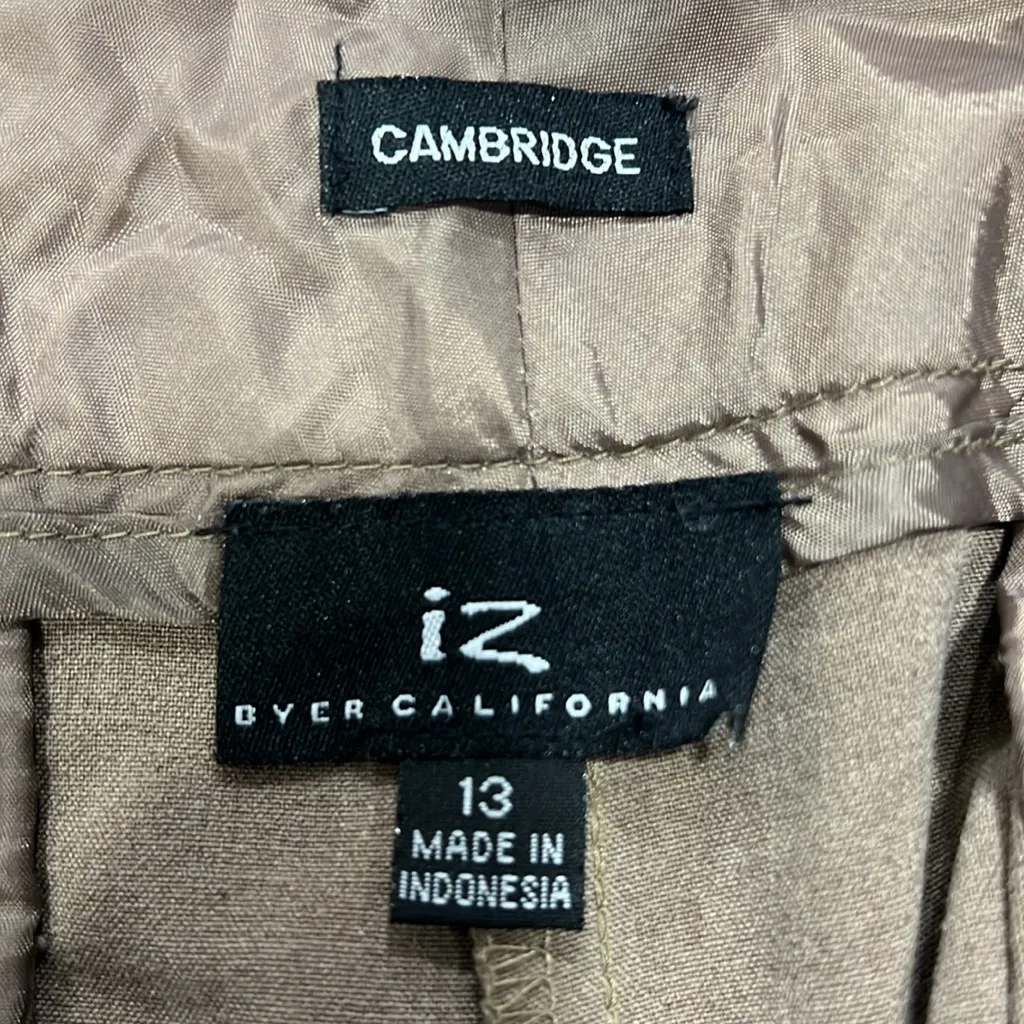 CAMBRIDGE
iz
BYER CALIFORNIA
13
MADE IN
INDONESIA